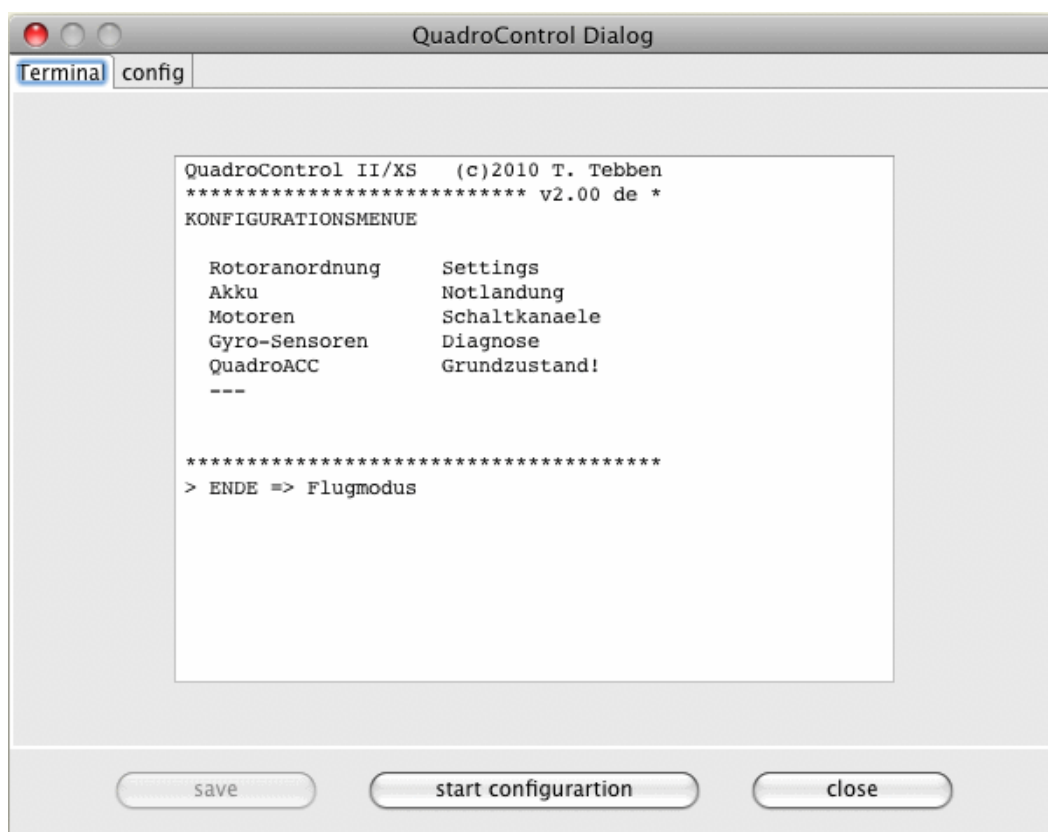 QuadroControl Dialog
Terminal config
QuadroControl II/XS   (c)2010 T. Tebben
**************************** v2.00 de *
KONFIGURATIONSMENUE
Rotoranordnung     Settings
Akku               Notlandung
Motoren            Schaltkanaele
Gyro-Sensoren      Diagnose
QuadroACC          Grundzustand!
---
***************************************
> ENDE => Flugmodus
save start configurartion close